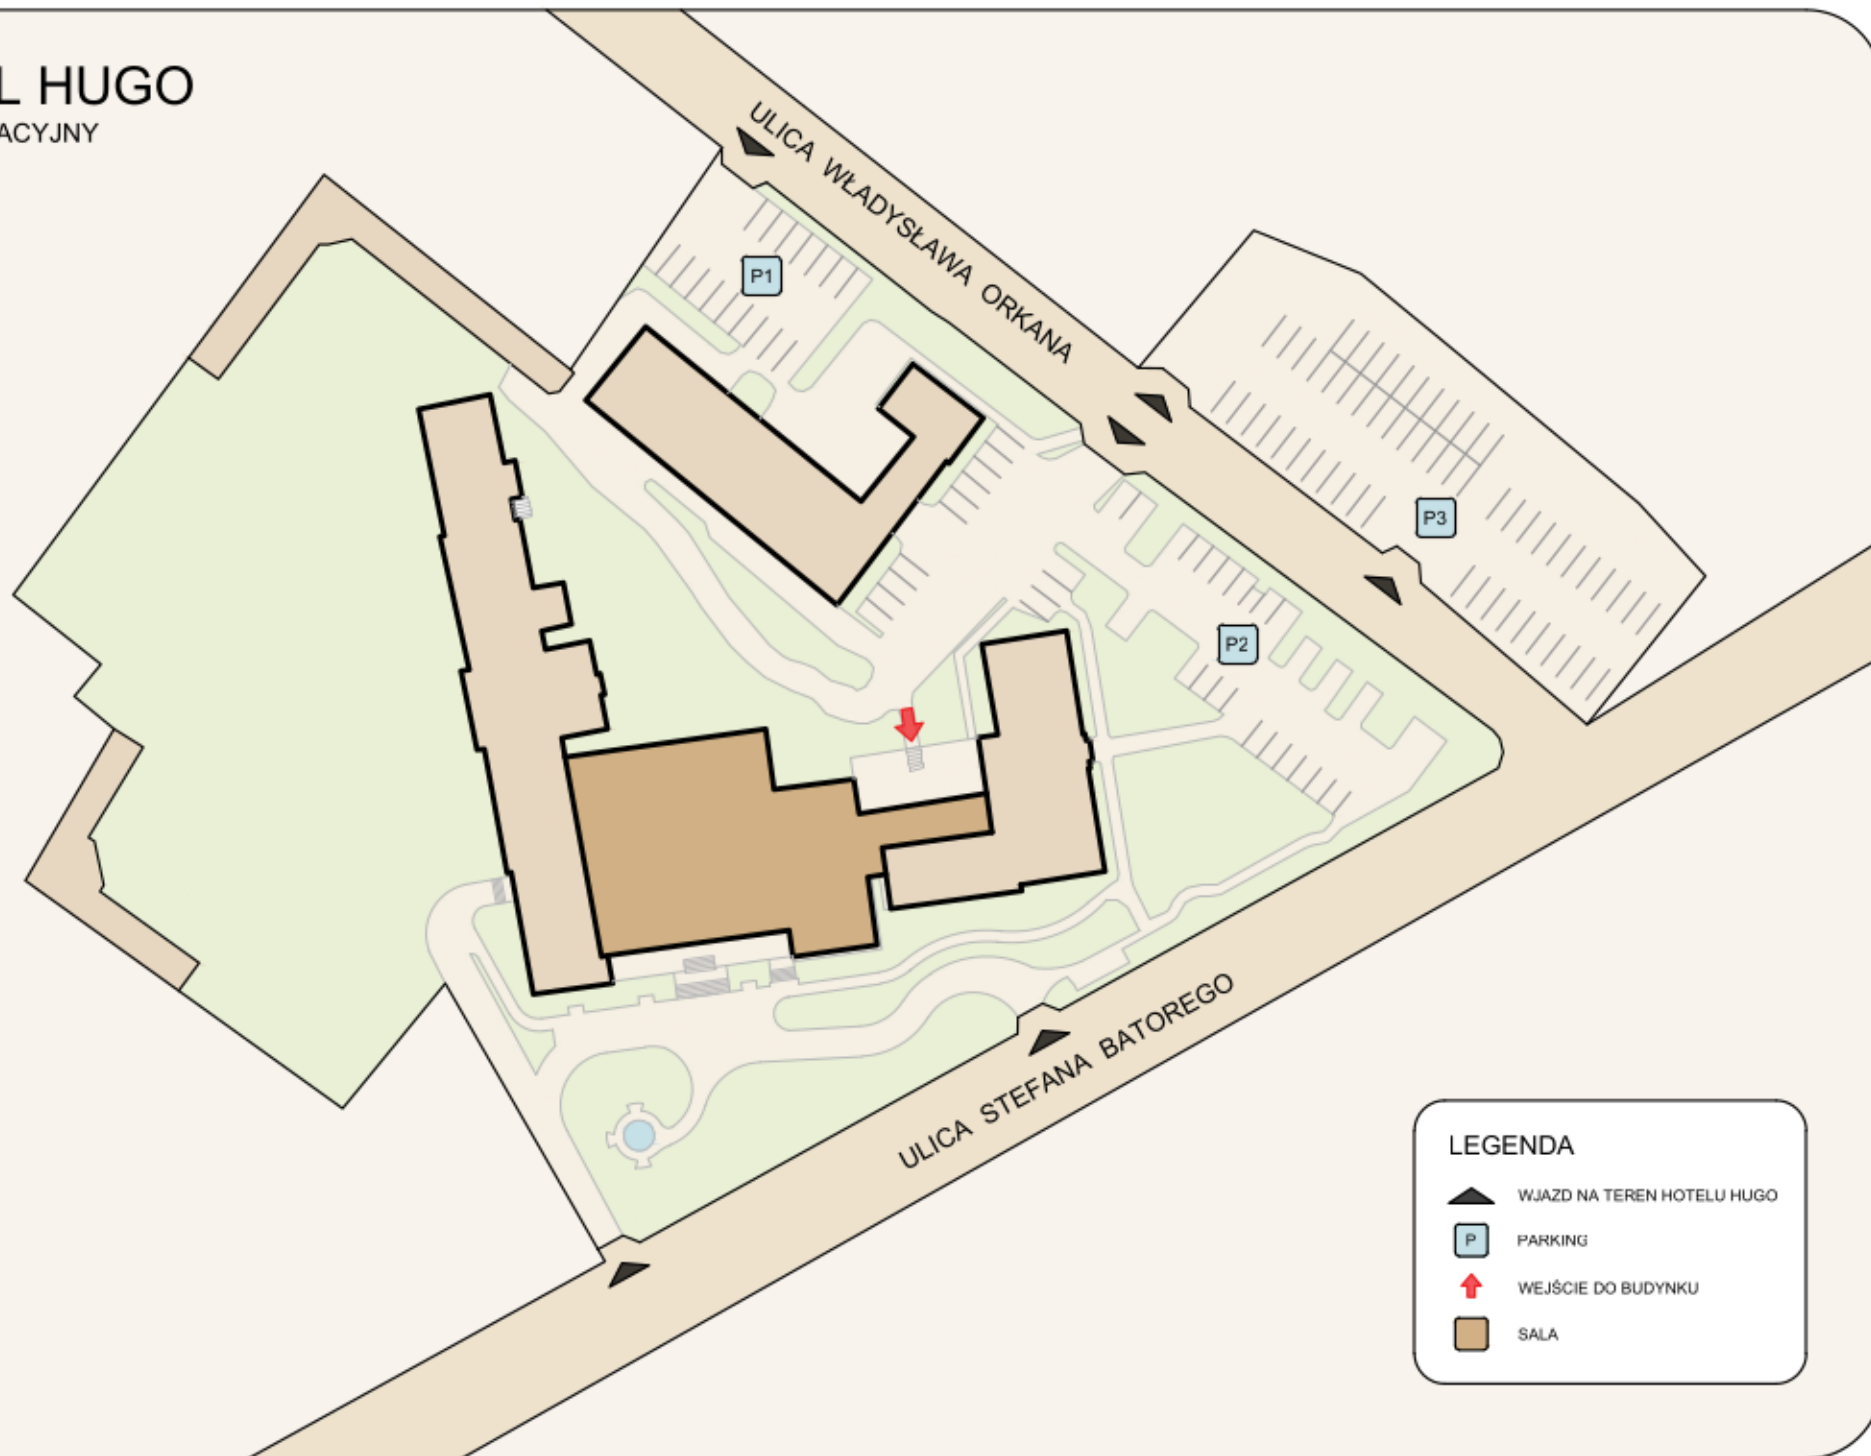 L HUGO
ACYJNY
ULICA WŁADYSŁAWA ORKANA
P1
P3
P2
ULICA STEFANA BATOREGO
LEGENDA
WJAZD NA TEREN HOTELU HUGO
P PARKING
WEJŚCIE DO BUDYNKU
SALA